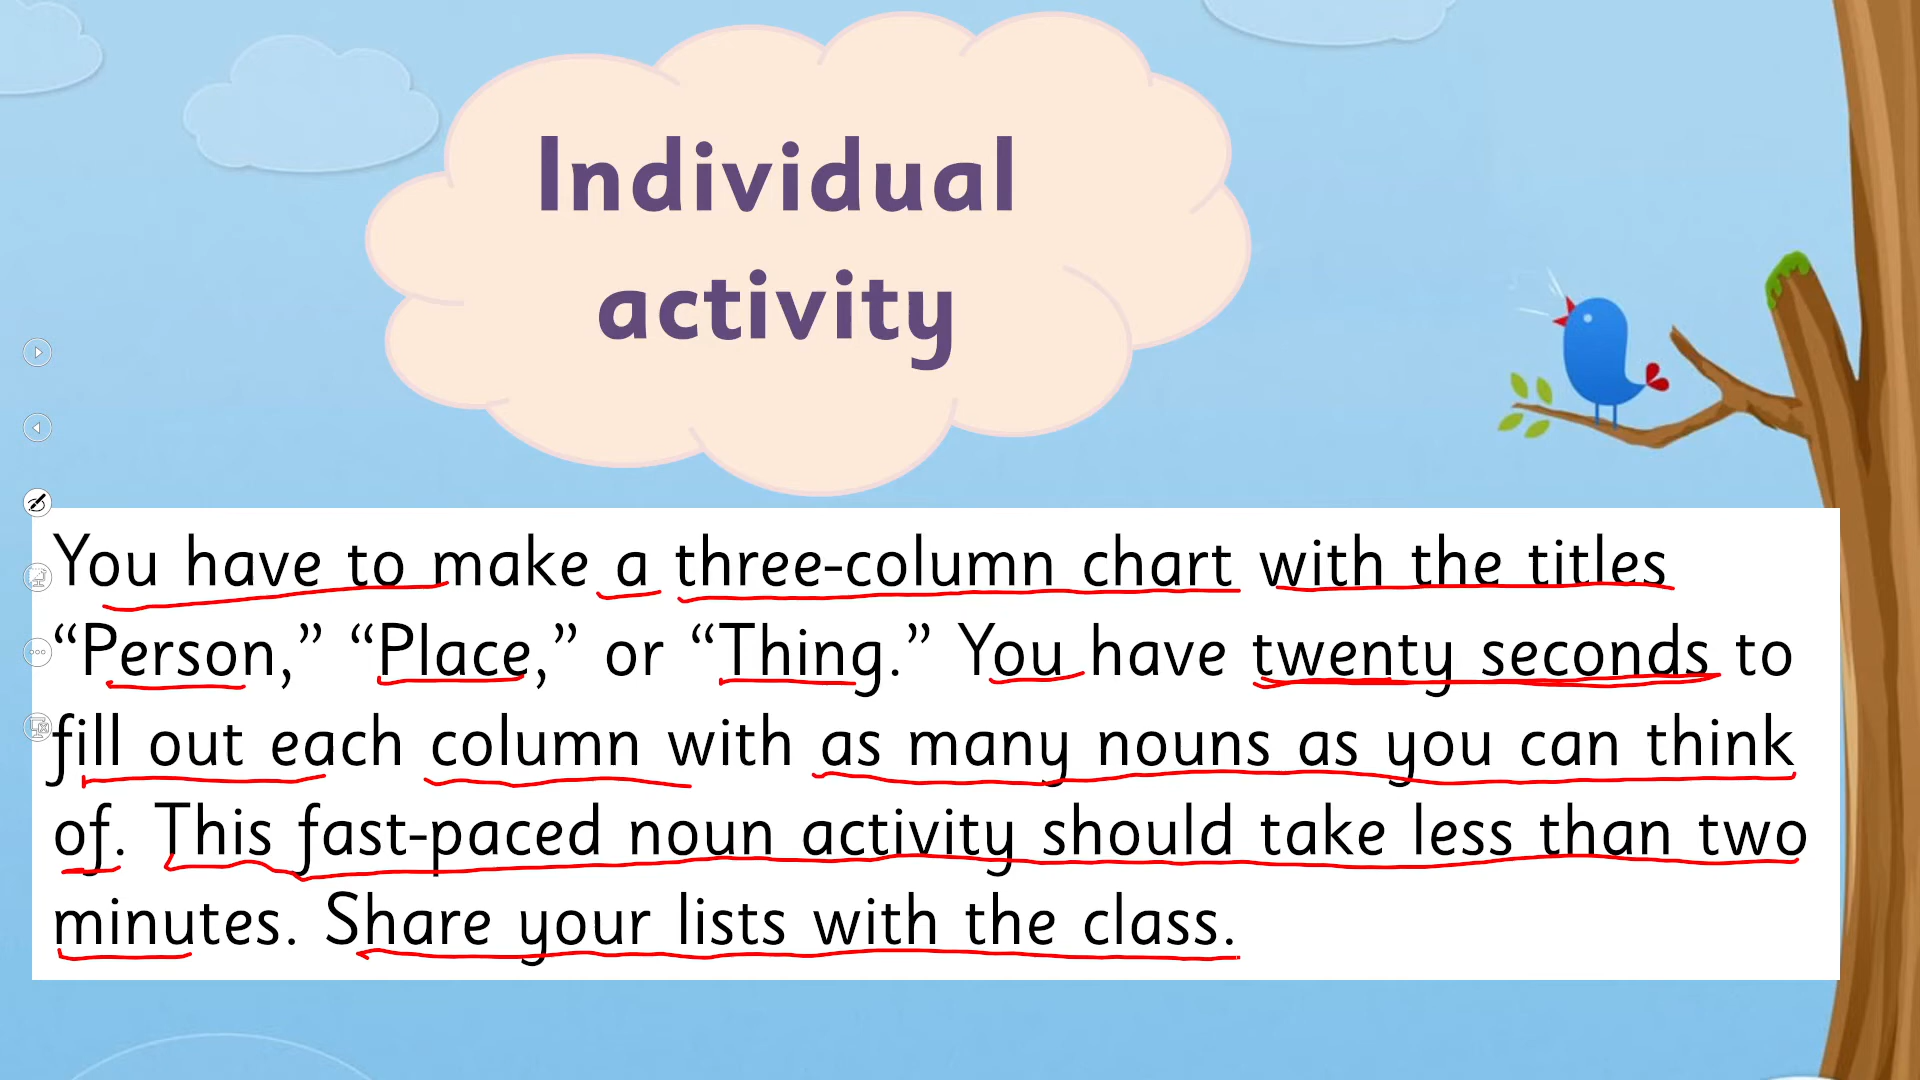 Individual
activity
You have to make a three-column chart with the titles
“Person,” “Place,” or “Thing.” You have twenty seconds to
fill out each column with as many nouns as you can think
of. This fast-paced noun activity should take less than two
minutes. Share your lists with the class.